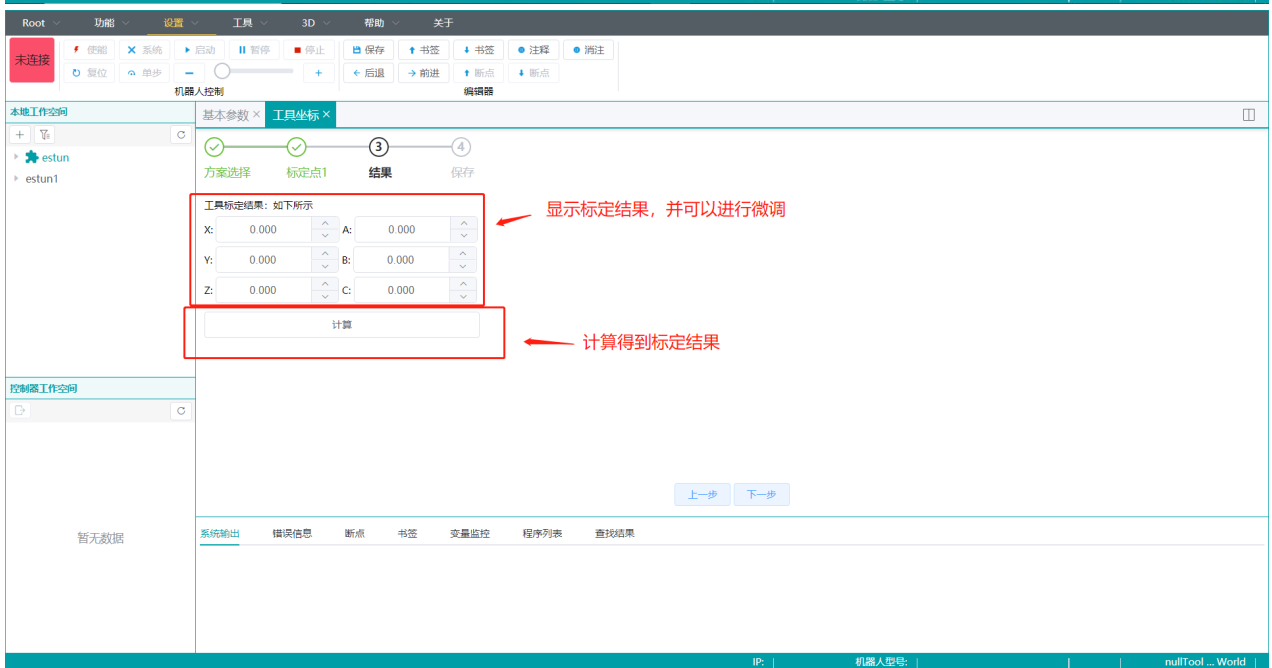 Root 功能 设置 工具 3D 帮助 关于
未连接
使能 系统 启动 暂停 停止 保存 书签 书签 注释 消注
复位 单步 后退 前进 断点 断点
机器人控制 编辑器
本地工作空间
基本参数 工具坐标
estun
estun1
3 4
方案选择 标定点1 结果 保存
工具标定结果：如下所示
X: 0.000 A: 0.000
Y: 0.000 B: 0.000
Z: 0.000 C: 0.000
显示标定结果，并可以进行微调
计算
计算得到标定结果
控制器工作空间
暂无数据
上一步 下一步
系统输出 错误信息 断点 书签 变量监控 程序列表 查找结果
IP: 机器人型号: nullTool ... World